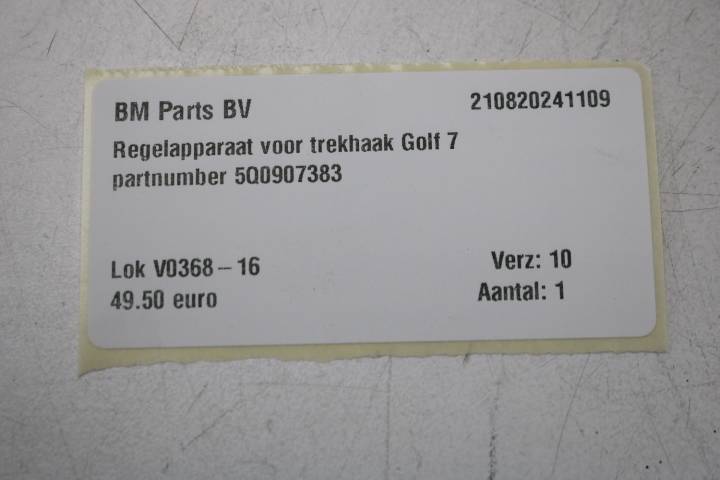 BM Parts BV 210820241109
Regelapparaat voor trekhaak Golf 7
partnumber 5Q0907383
Lok V0368-16 Verz: 10
49.50 euro Aantal: 1